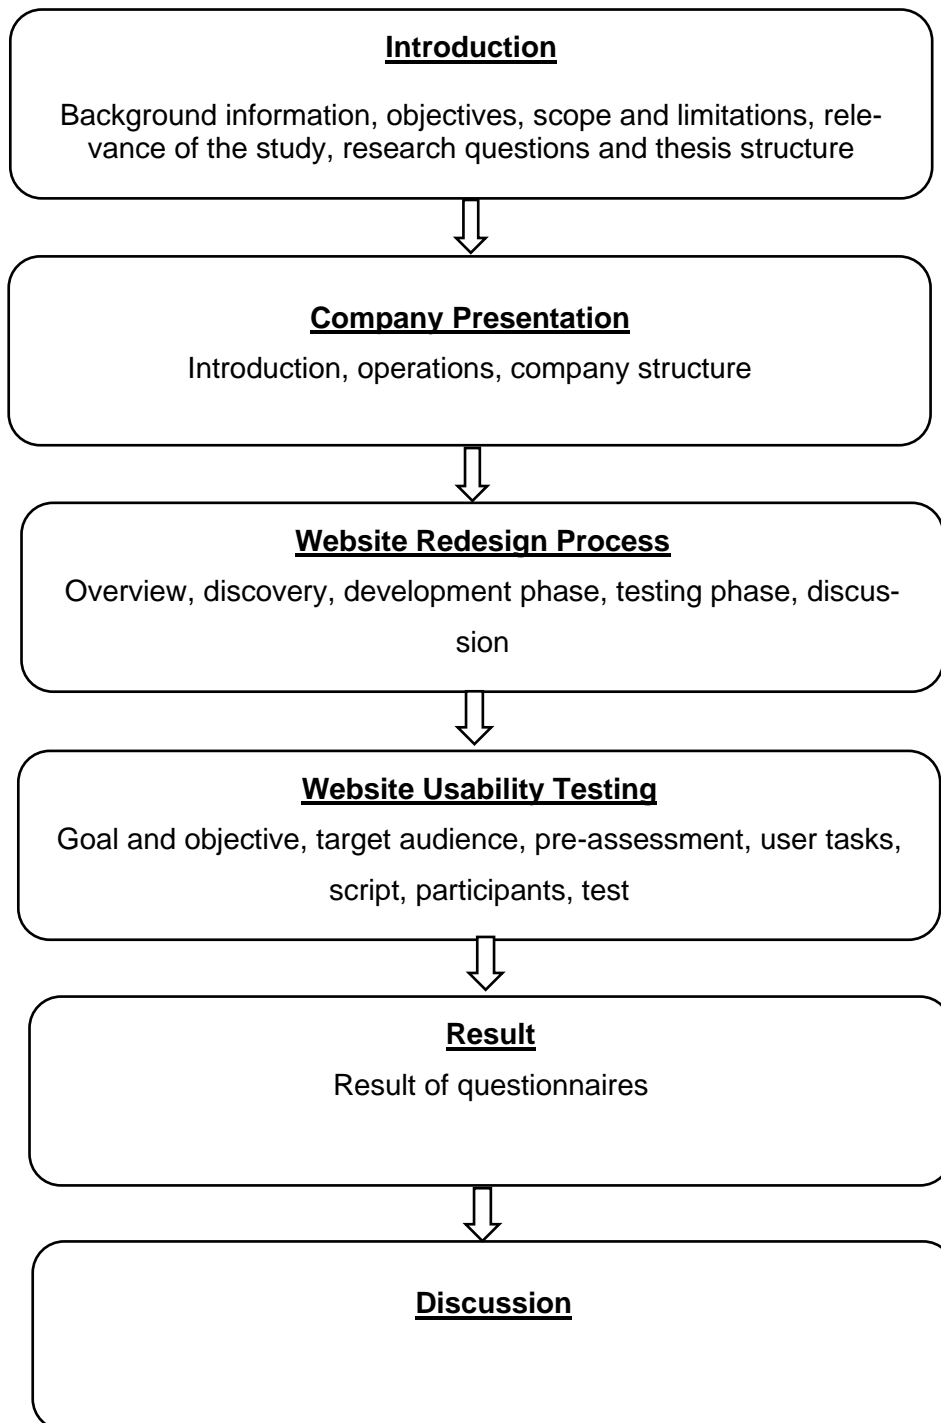 Introduction
Background information, objectives, scope and limitations, rele-
vance of the study, research questions and thesis structure
Company Presentation
Introduction, operations, company structure
Website Redesign Process
Overview, discovery, development phase, testing phase, discus-
sion
Website Usability Testing
Goal and objective, target audience, pre-assessment, user tasks,
script, participants, test
Result
Result of questionnaires
Discussion